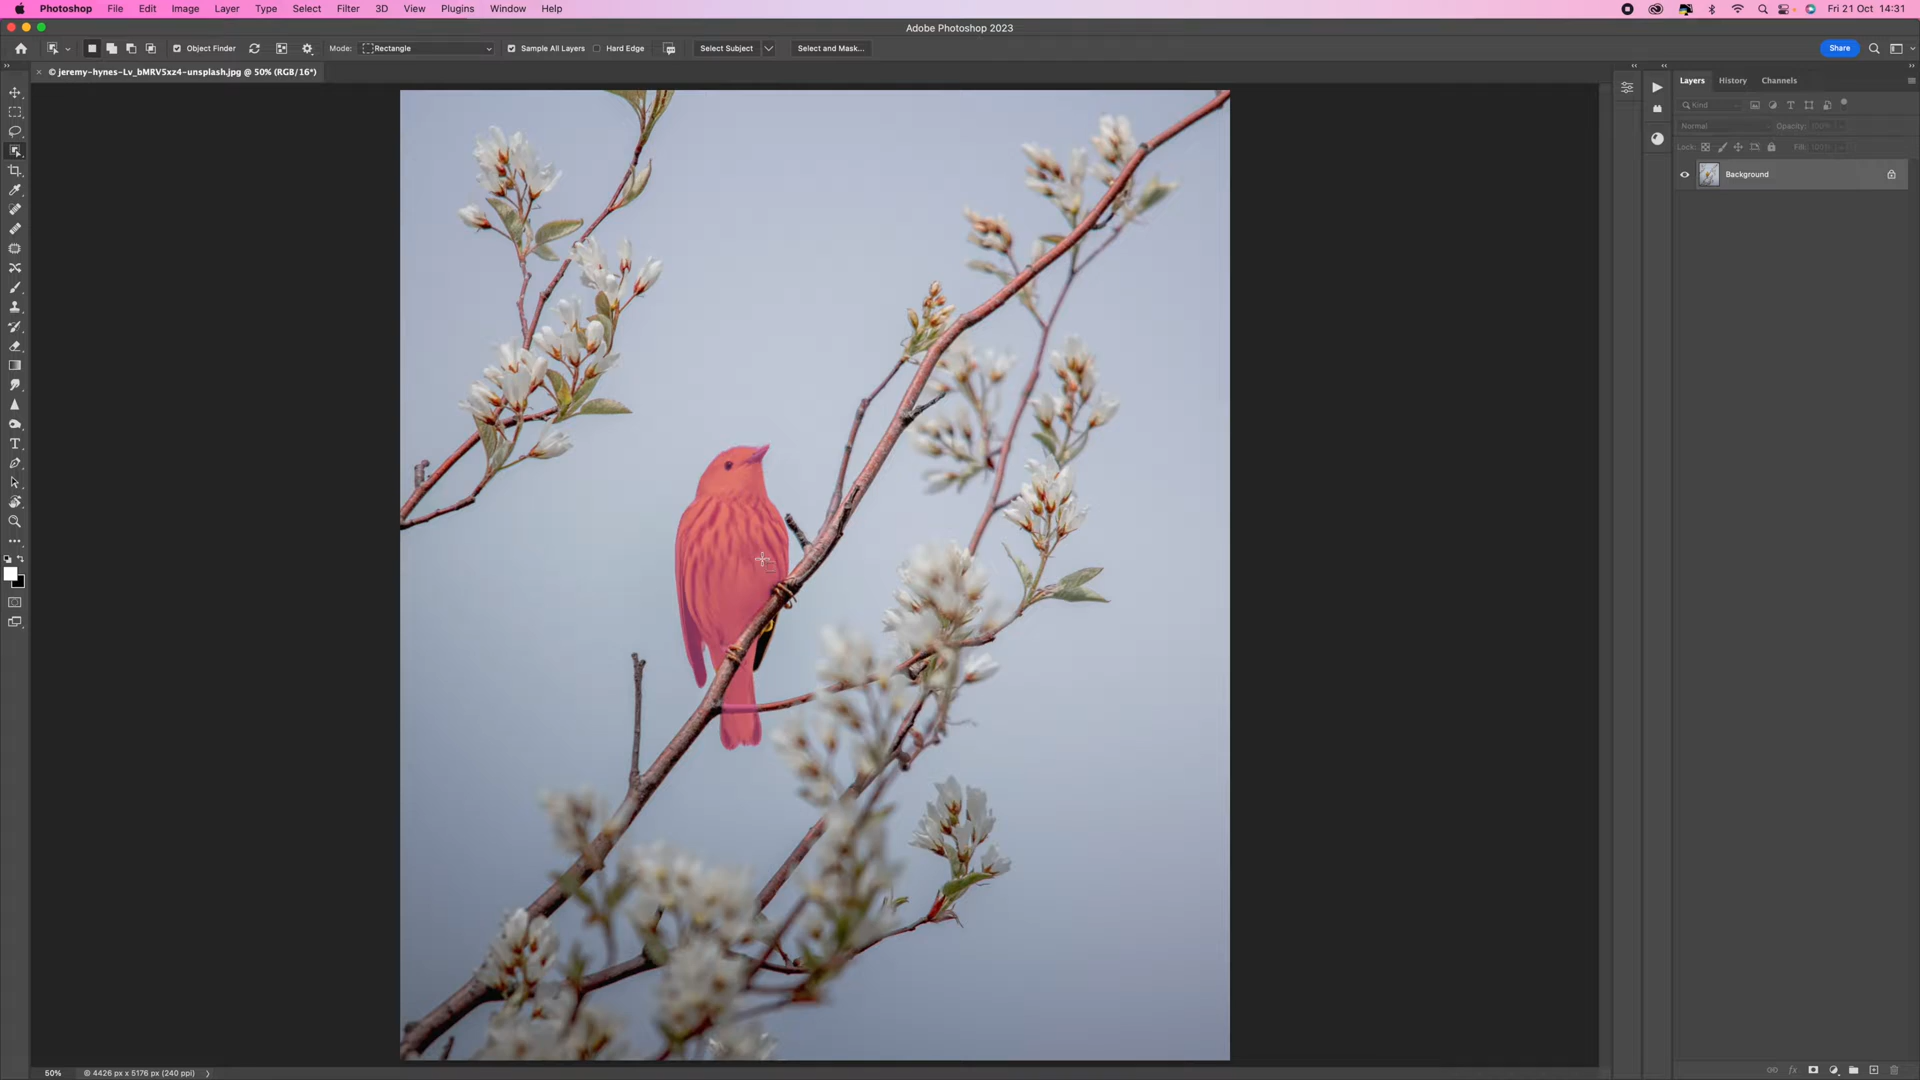 Photoshop File Edit Image Layer Type Select Filter 3D View Plugins Window Help Fri 21 Oct 14:31
Adobe Photoshop 2023
Object Finder Mode: Rectangle Sample All Layers Hard Edge Select Subject Select and Mask... Share
× © jeremy-hynes-Lv_bMRV5xz4-unsplash.jpg @ 50% (RGB/16*)
Layers History Channels
Kind
Normal Opacity: 100%
Lock: Fill: 100%
Background
50% @ 4426 px x 5176 px (240 ppi)